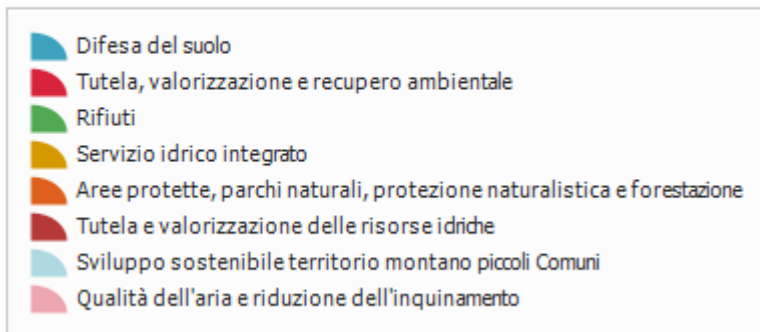 Difesa del suolo
Tutela, valorizzazione e recupero ambientale
Rifiuti
Servizio idrico integrato
Aree protette, parchi naturali, protezione naturalistica e forestazione
Tutela e valorizzazione delle risorse idriche
Sviluppo sostenibile territorio montano piccoli Comuni
Qualità dell'aria e riduzione dell'inquinamento